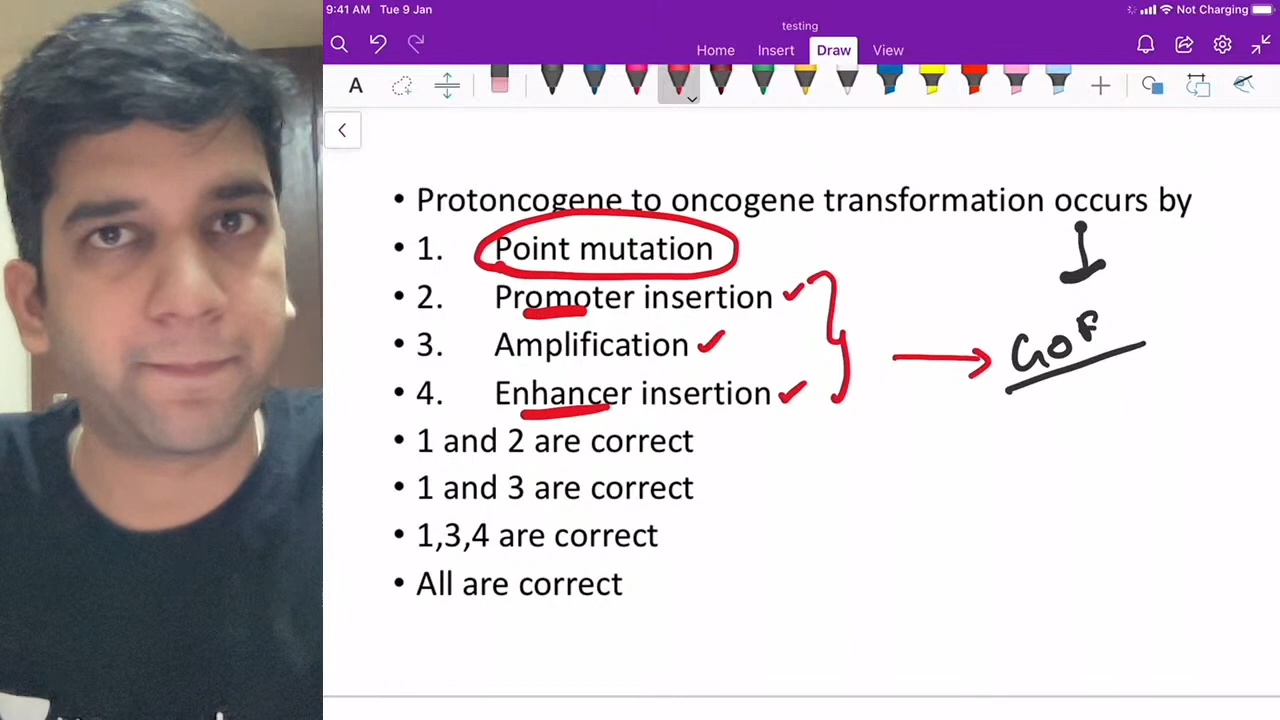 9:41 AM Tue 9 Jan
Not Charging
testing
Home Insert Draw View
A
• Protoncogene to oncogene transformation occurs by
• 1. Point mutation
• 2. Promoter insertion
• 3. Amplification
• 4. Enhancer insertion
GOF
• 1 and 2 are correct
• 1 and 3 are correct
• 1,3,4 are correct
• All are correct